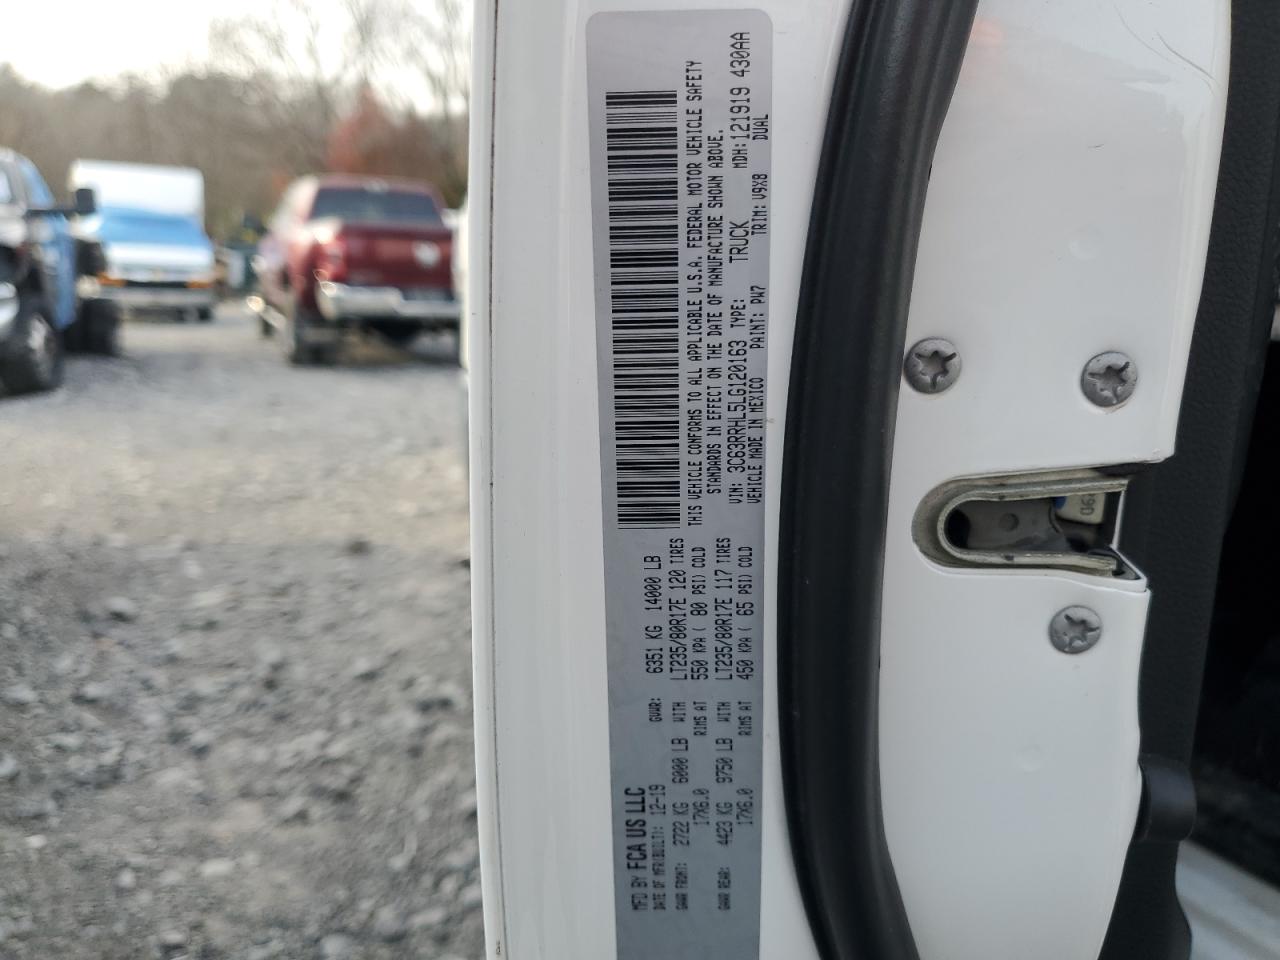 MFD BY FCA US LLC
DATE OF MFR(BUILT): 12-19 GVWR: 6351 KG 14000 LB
GAWR FRONT: 2722 KG 6000 LB WITH LT235/80R17E 120 TIRES
17X6.0 RIMS AT 550 KPA ( 80 PSI) COLD
GAWR REAR: 4423 KG 9750 LB WITH LT235/80R17E 117 TIRES
17X6.0 RIMS AT 450 KPA ( 65 PSI) COLD
THIS VEHICLE CONFORMS TO ALL APPLICABLE U.S.A. FEDERAL MOTOR VEHICLE SAFETY
STANDARDS IN EFFECT ON THE DATE OF MANUFACTURE SHOWN ABOVE.
VIN: 3C63RRHL5LG120163 TYPE: TRUCK MDH: 121919 430AA
VEHICLE MADE IN MEXICO PAINT: PW7 TRIM: V9X8 DUAL